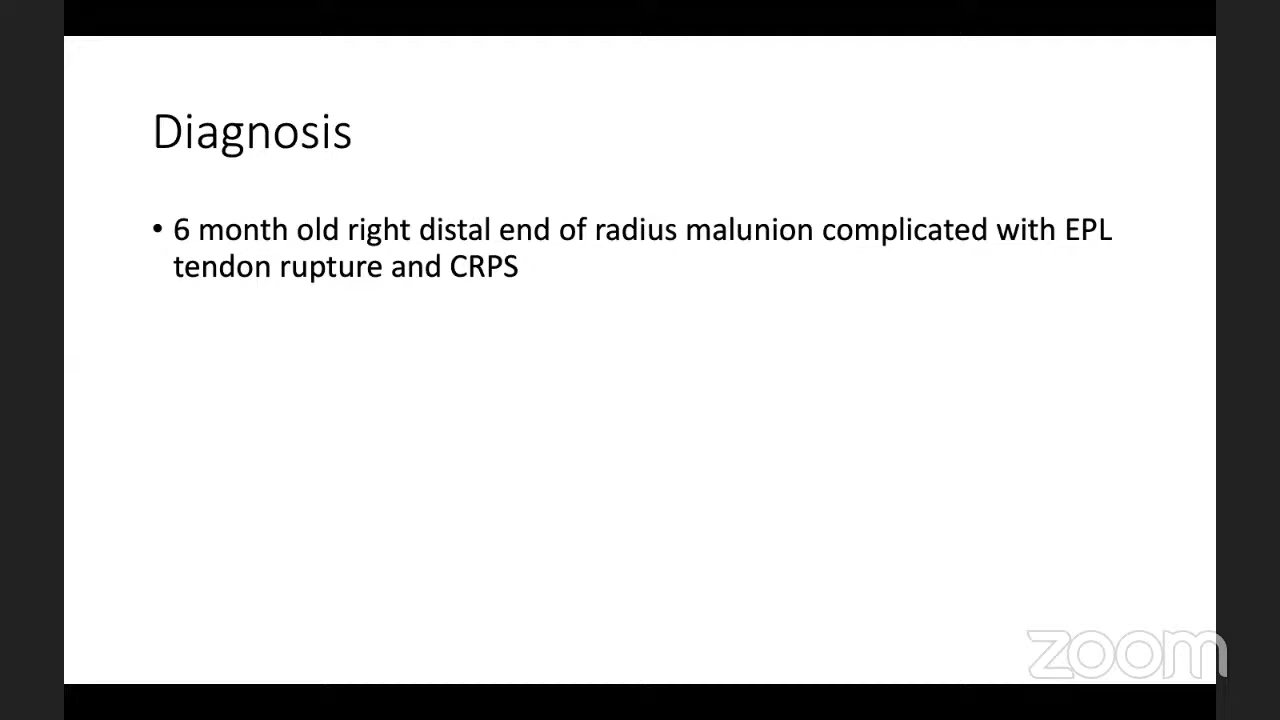 Diagnosis
• 6 month old right distal end of radius malunion complicated with EPL
tendon rupture and CRPS
zoom